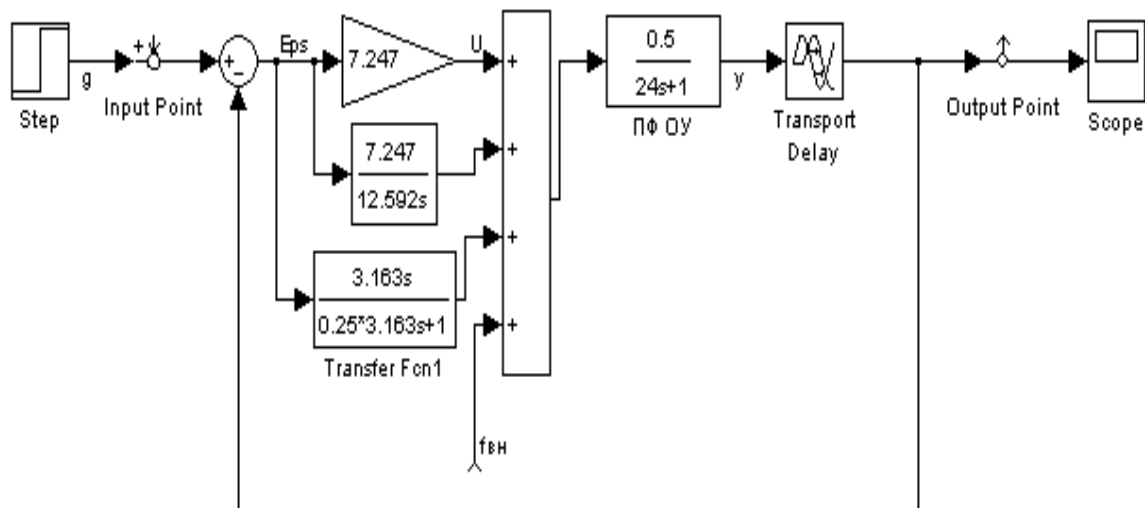 Step
g
+
Input Point
+
-
Eps
7.247
U
7.247
12.592s
3.163s
0.25*3.163s+1
Transfer Fcn1
+
+
+
+
fвн
0.5
24s+1
ПФ ОУ
y
Transport
Delay
Output Point
Scope